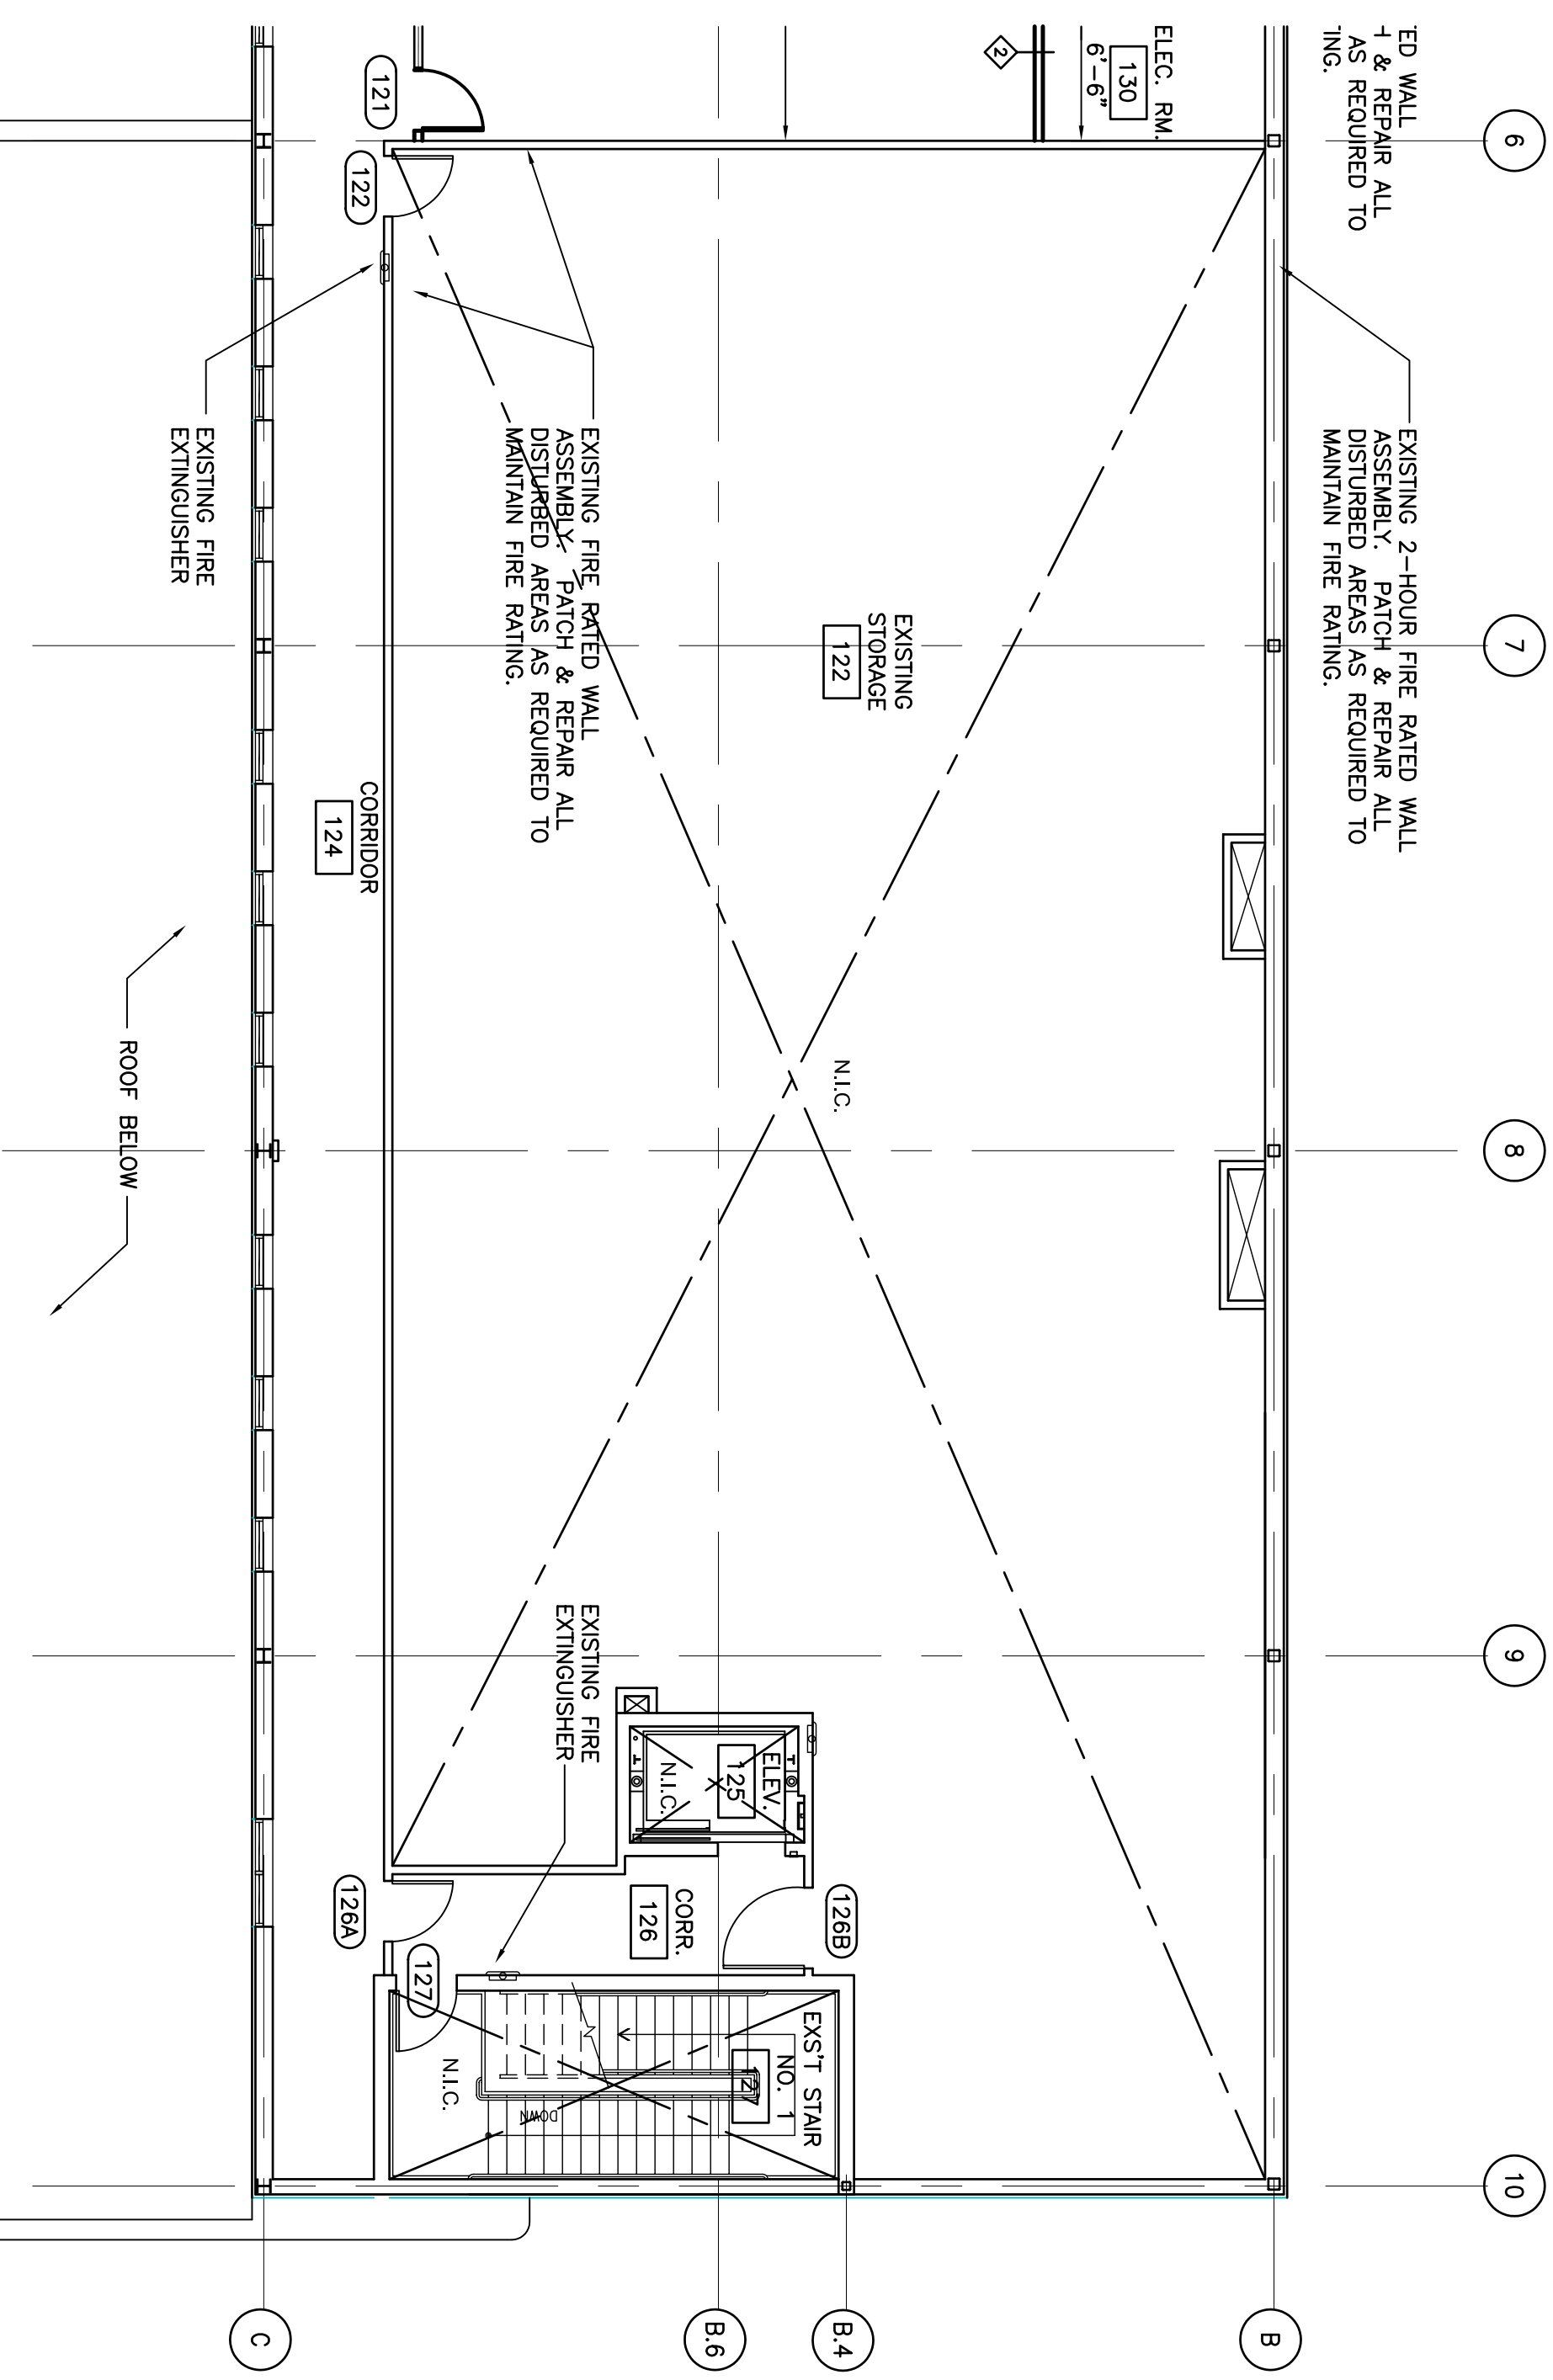 6
7
8
9
10
ED WALL
& REPAIR ALL
AS REQUIRED TO
ING.
EXISTING 2-HOUR FIRE RATED WALL
ASSEMBLY. PATCH & REPAIR ALL
DISTURBED AREAS AS REQUIRED TO
MAINTAIN FIRE RATING.
B
ELEC. RM.
130
6'-6"
2
EXISTING
STORAGE
122
N.I.C.
B.4
126B
EXS'T STAIR
NO. 1
127
B.6
ELEV.
125
N.I.C.
CORR.
126
EXISTING FIRE RATED WALL
ASSEMBLY. PATCH & REPAIR ALL
DISTURBED AREAS AS REQUIRED TO
MAINTAIN FIRE RATING.
EXISTING FIRE
EXTINGUISHER
DOWN
N.I.C.
127
121
122
CORRIDOR
124
126A
C
EXISTING FIRE
EXTINGUISHER
ROOF BELOW